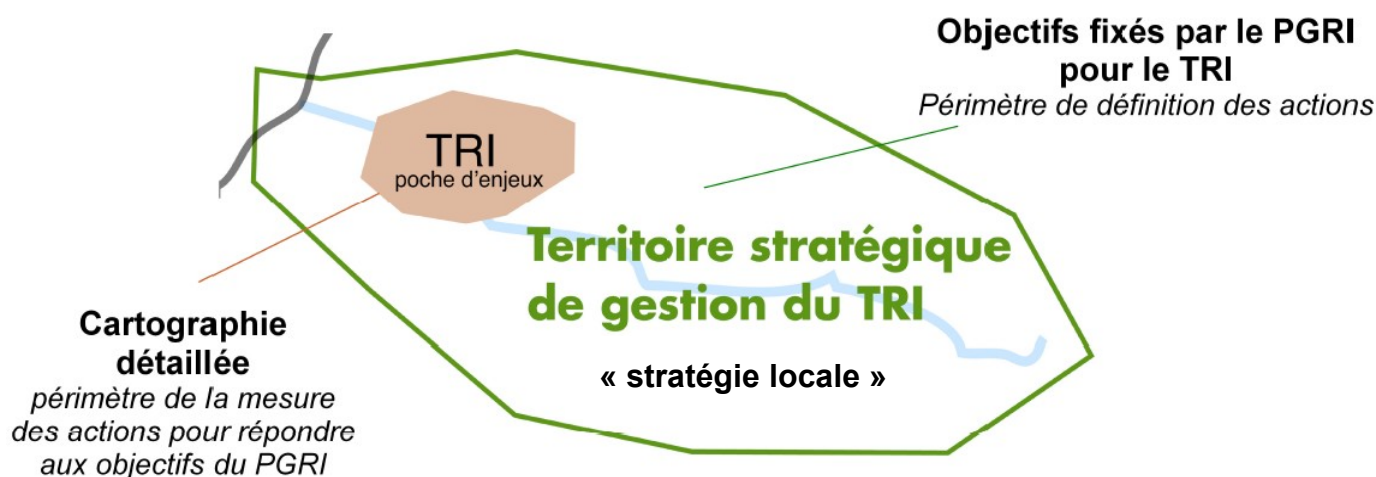 Objectifs fixés par le PGRI
pour le TRI
Périmètre de définition des actions
TRI
poche d'enjeux
Territoire stratégique
de gestion du TRI
« stratégie locale »
Cartographie
détaillée
périmètre de la mesure
des actions pour répondre
aux objectifs du PGRI